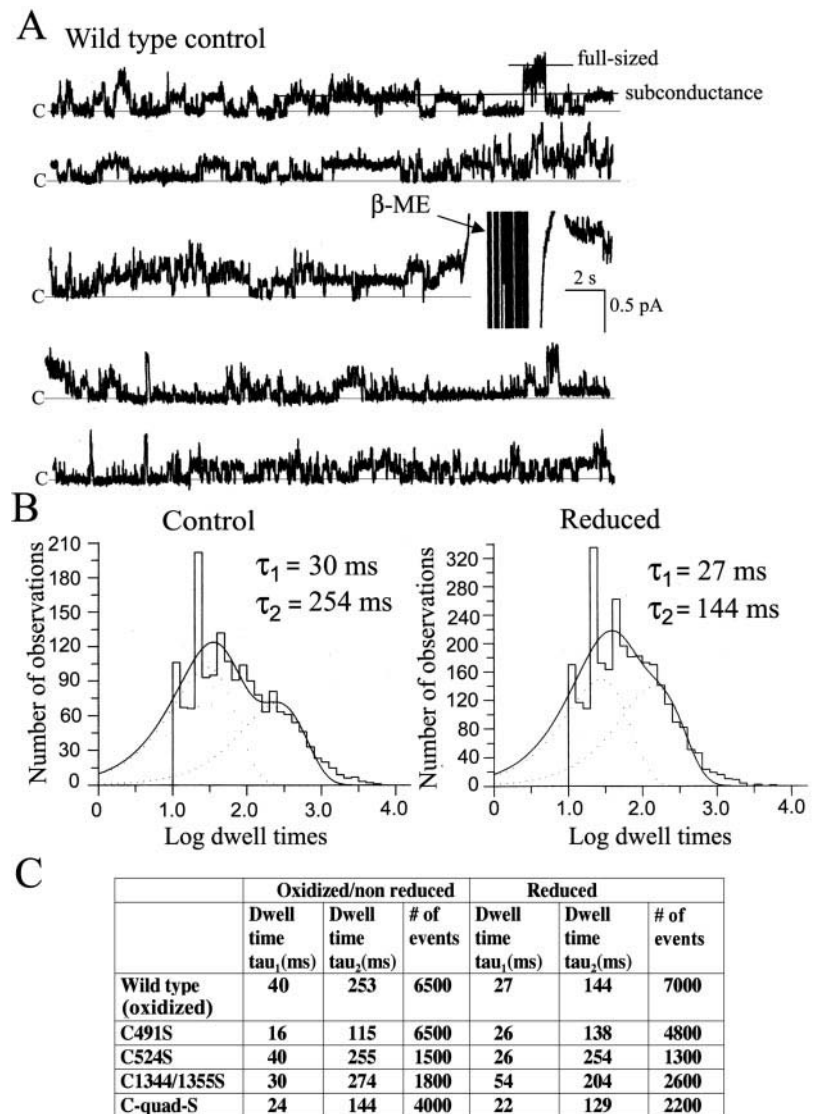 A
Wild type control
full-sized
subconductance
C
C
β-ME
C
2 s
0.5 pA
C
C
B
Control
Reduced
Number of observations
210
180
150
120
90
60
30
0
τ1 = 30 ms
τ2 = 254 ms
0 1.0 2.0 3.0 4.0
Log dwell times
Number of observations
320
280
240
200
160
120
80
40
0
τ1 = 27 ms
τ2 = 144 ms
0 1.0 2.0 3.0 4.0
Log dwell times
C
Oxidized/non reduced Reduced
Dwell time tau1(ms) Dwell time tau2(ms) # of events Dwell time tau1(ms) Dwell time tau2(ms) # of events
Wild type (oxidized) 40 253 6500 27 144 7000
C491S 16 115 6500 26 138 4800
C524S 40 255 1500 26 254 1300
C1344/1355S 30 274 1800 54 204 2600
C-quad-S 24 144 4000 22 129 2200